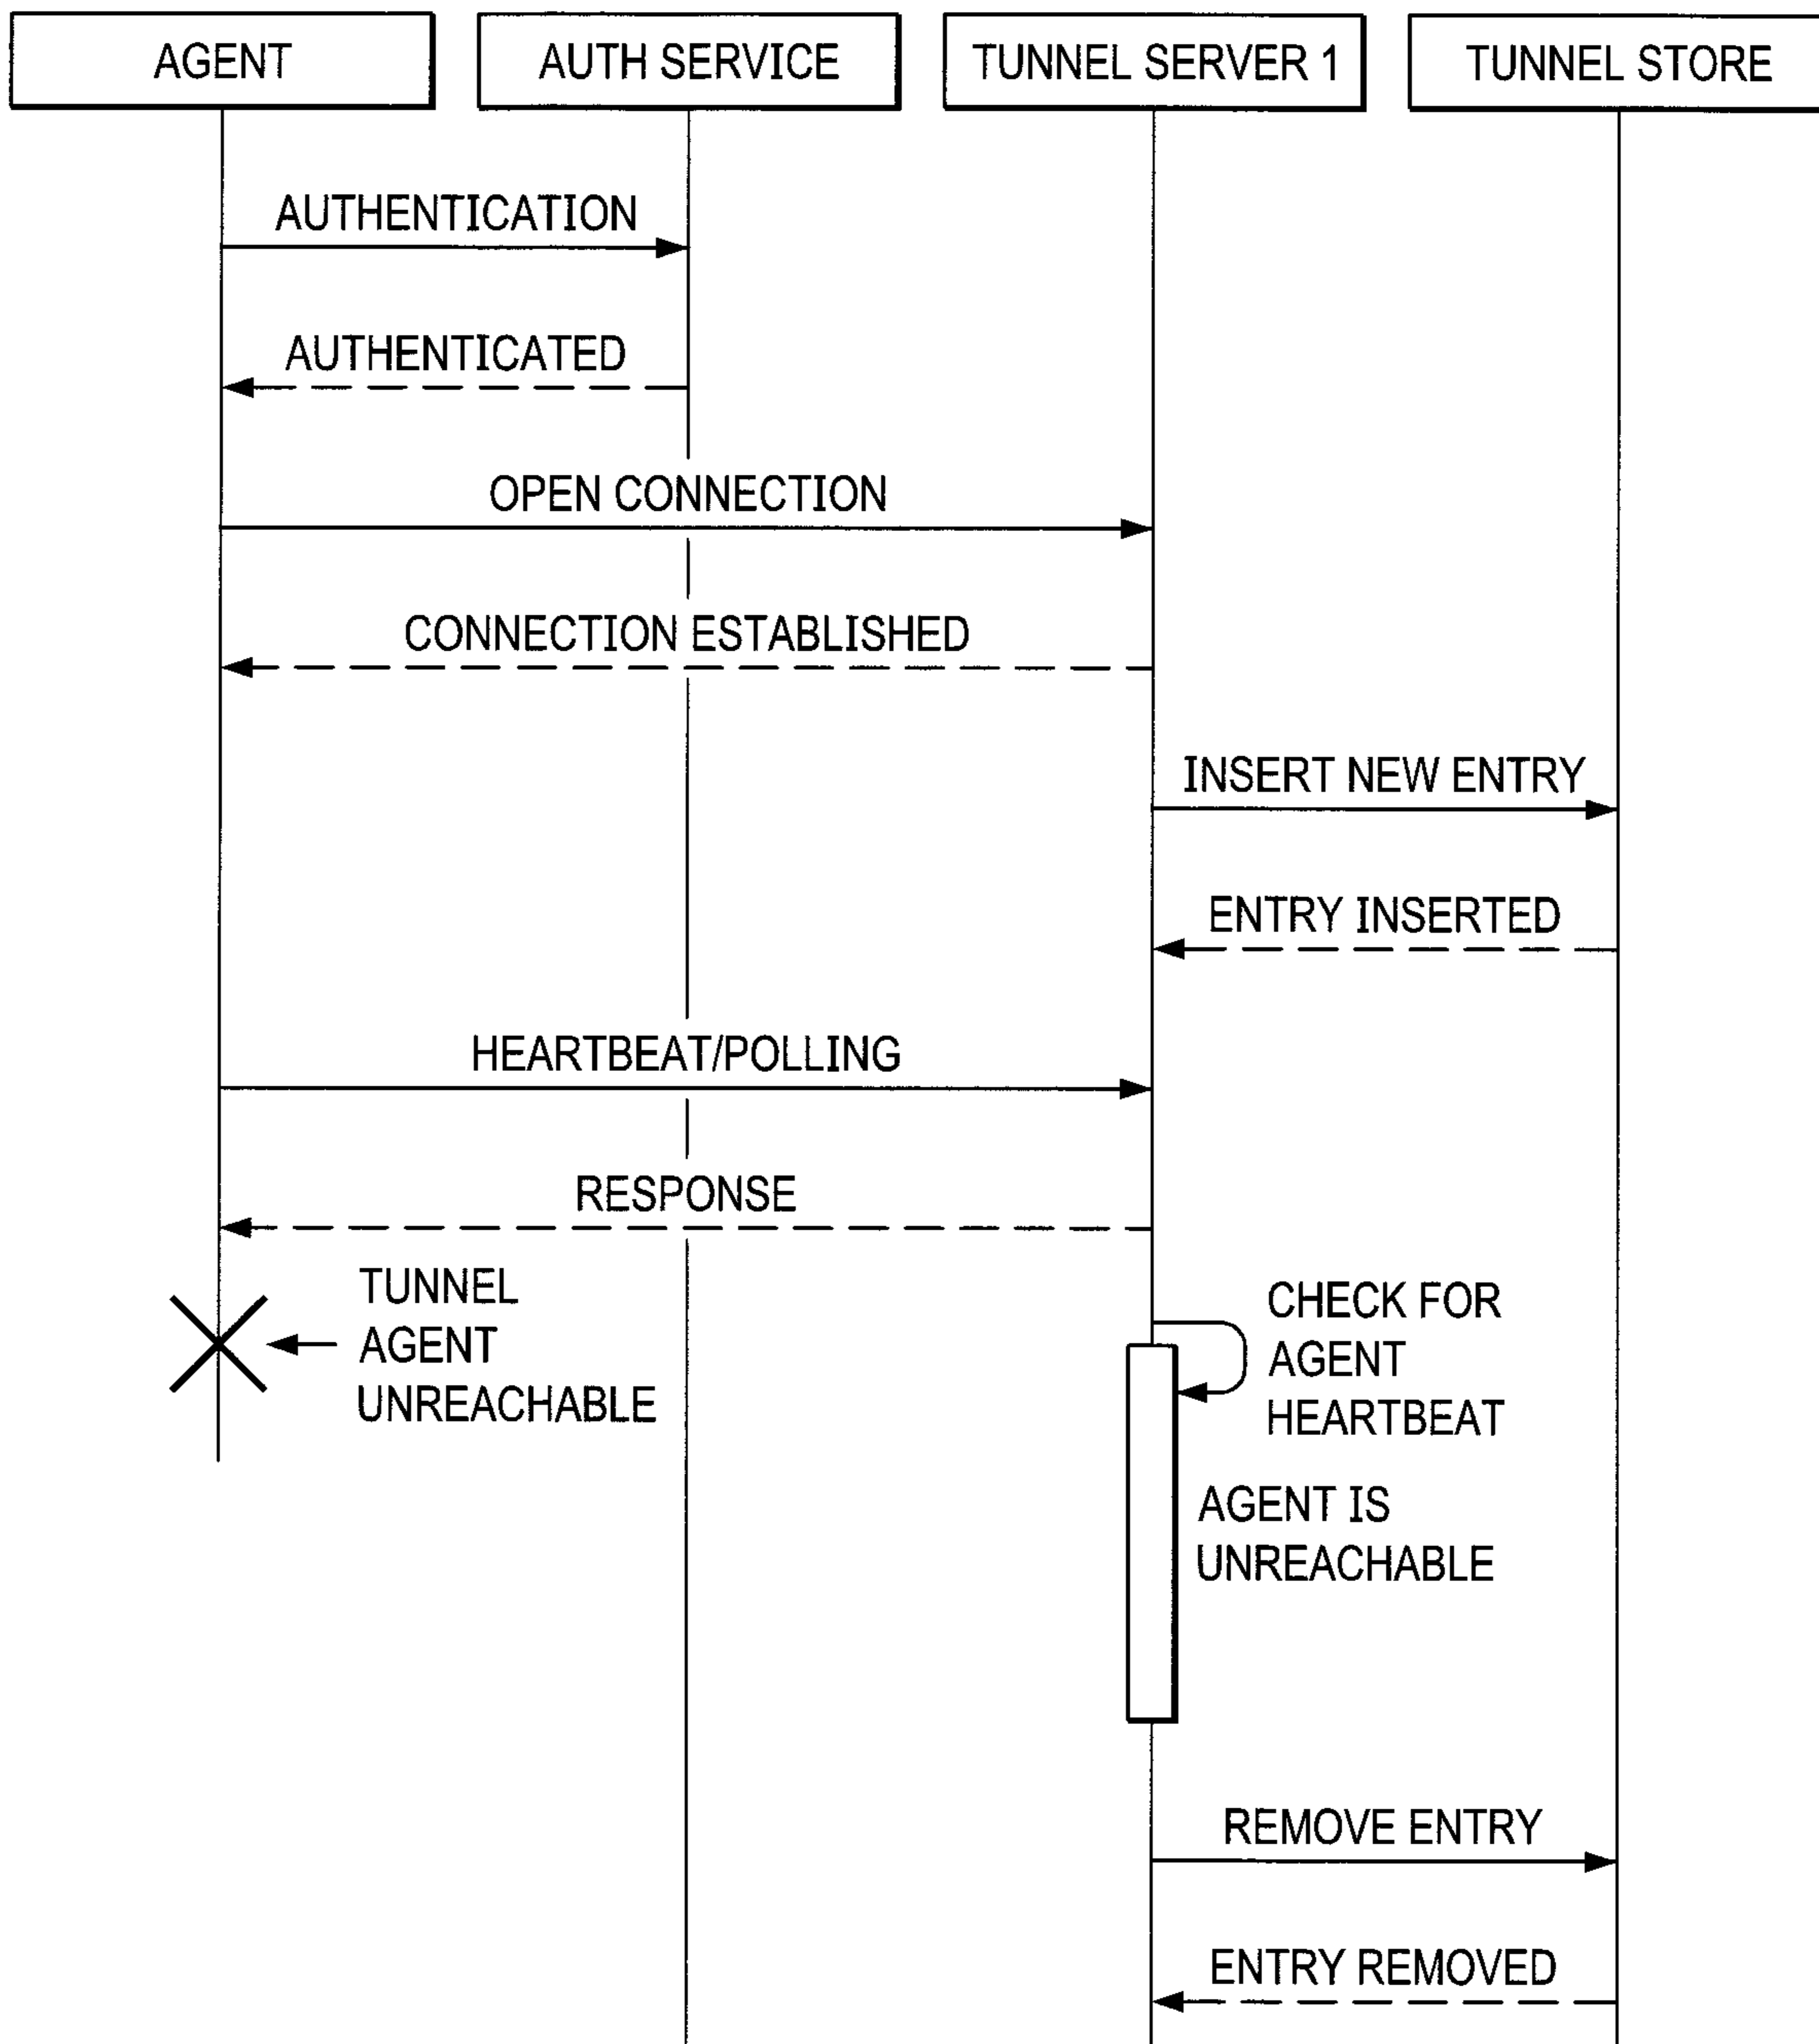 AGENT
AUTH SERVICE
TUNNEL SERVER 1
TUNNEL STORE
AUTHENTICATION
AUTHENTICATED
OPEN CONNECTION
CONNECTION ESTABLISHED
INSERT NEW ENTRY
ENTRY INSERTED
HEARTBEAT/POLLING
RESPONSE
TUNNEL
AGENT
UNREACHABLE
CHECK FOR
AGENT
HEARTBEAT
AGENT IS
UNREACHABLE
REMOVE ENTRY
ENTRY REMOVED